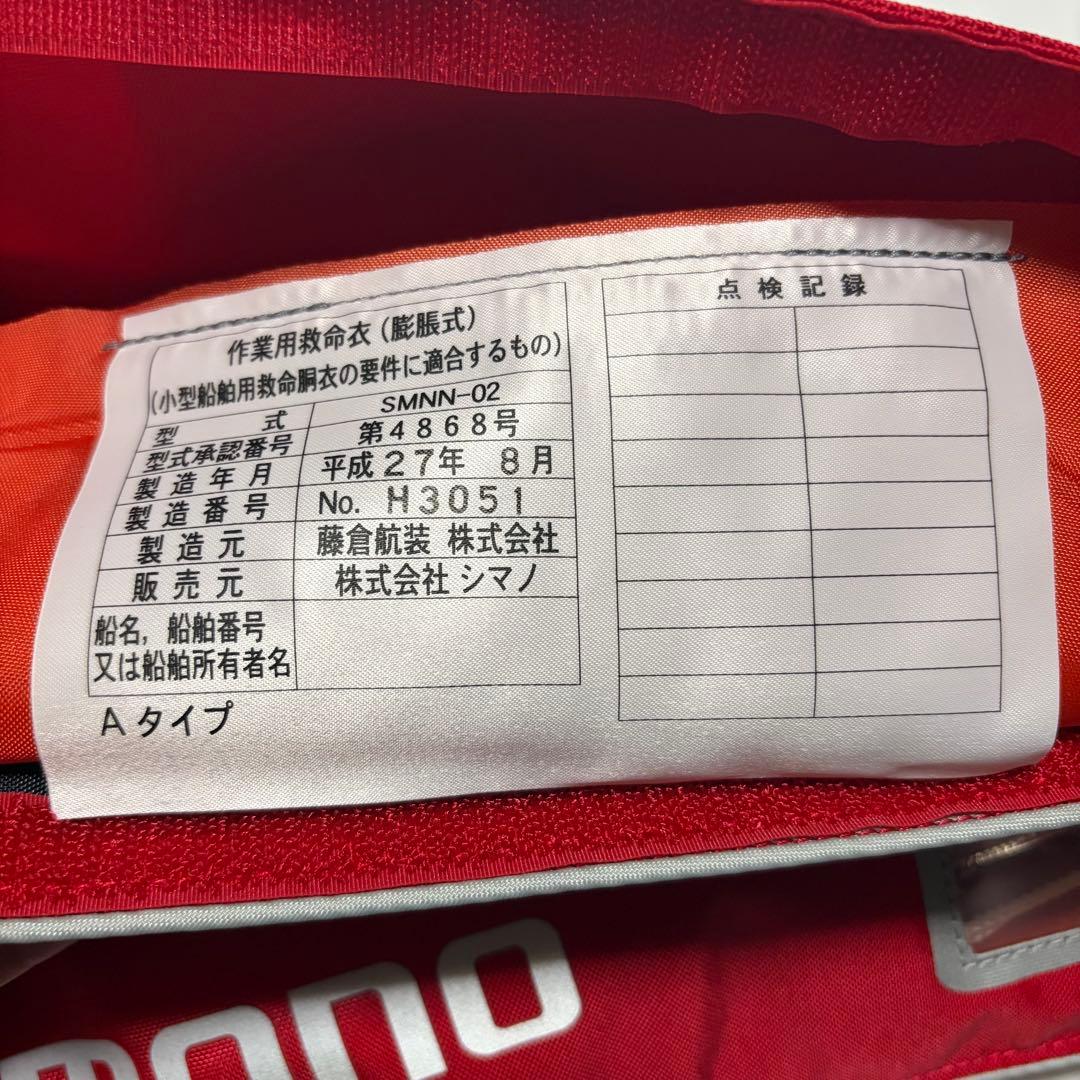 作業用救命衣（膨脹式）
（小型船舶用救命胴衣の要件に適合するもの）
型式 SMNN-02
型式承認番号 第4868号
製造年月 平成27年 8月
製造番号 No. H3051
製造元 藤倉航装 株式会社
販売元 株式会社 シマノ
船名，船舶番号
又は船舶所有者名
Aタイプ
点検記録
mano